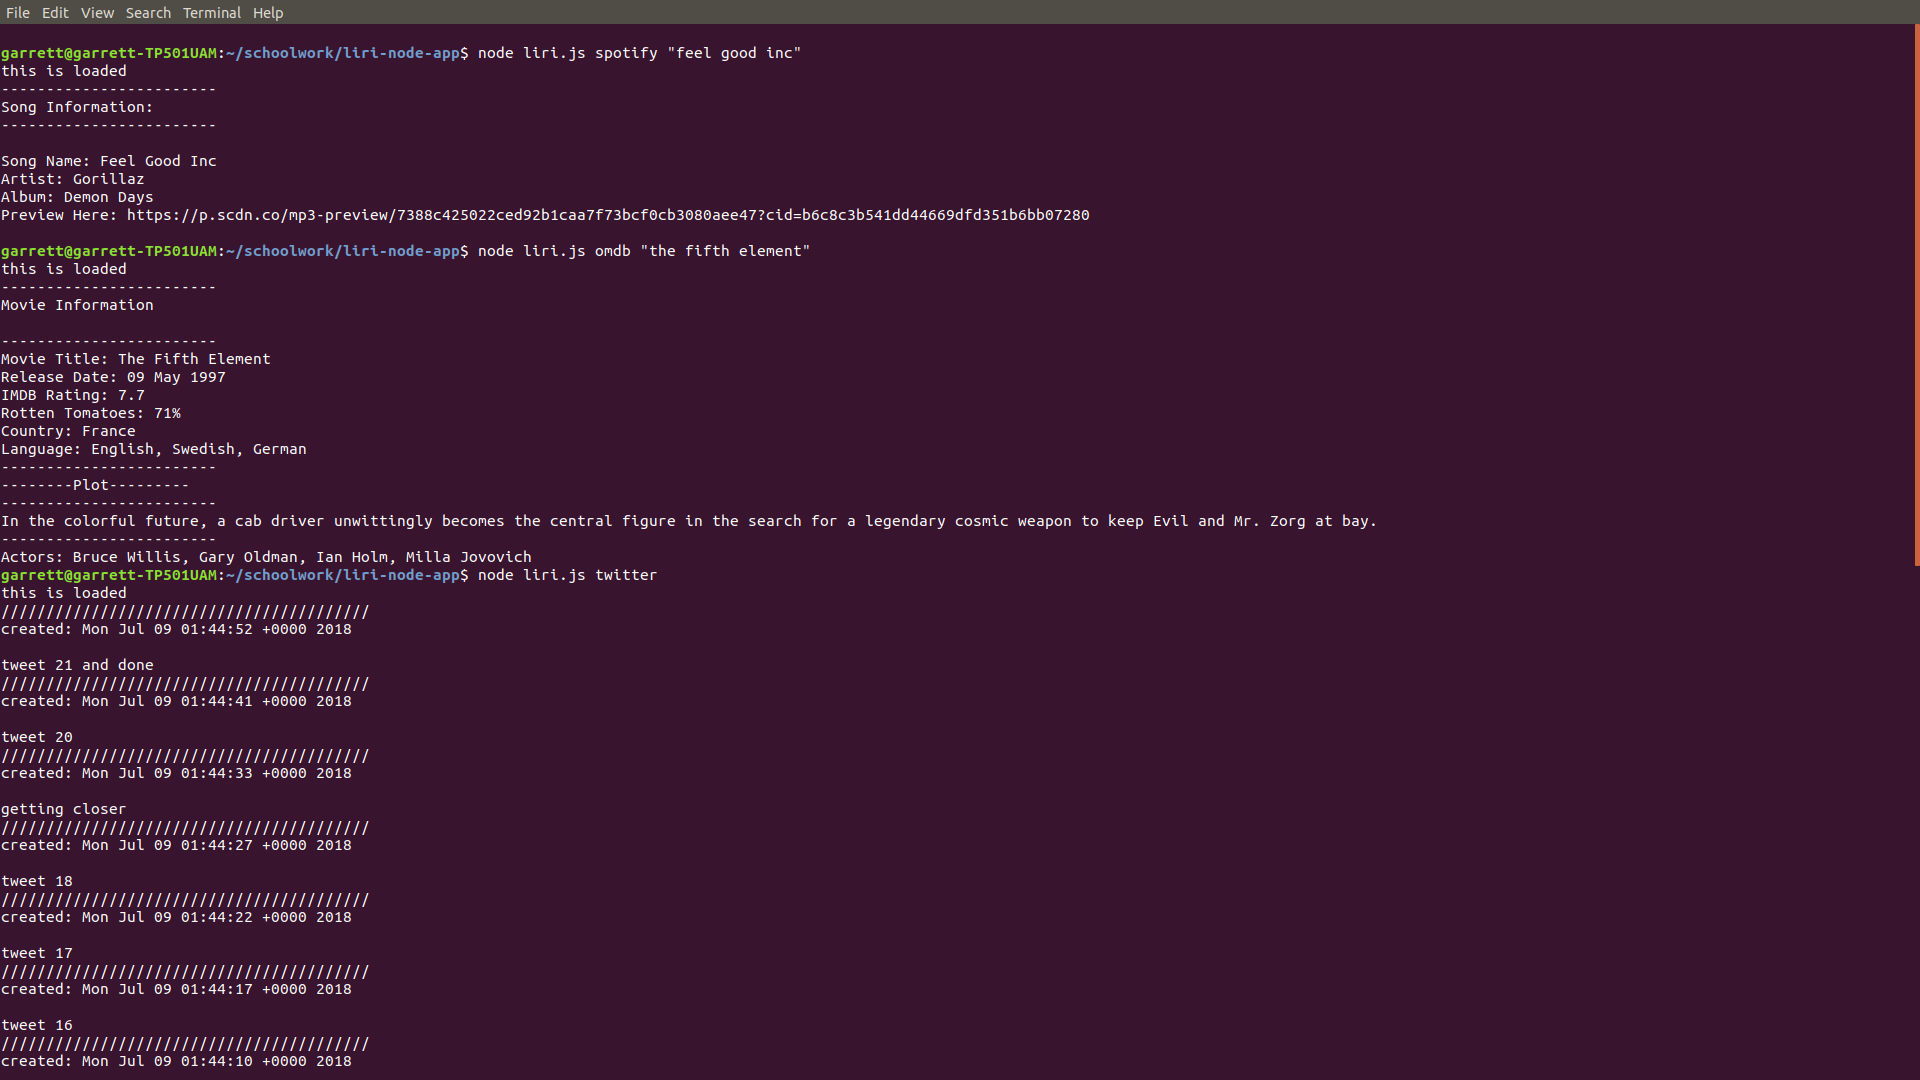 File Edit View Search Terminal Help
garrett@garrett-TP501UAM:~/schoolwork/liri-node-app$ node liri.js spotify "feel good inc"
this is loaded
------------------------
Song Information:
------------------------
Song Name: Feel Good Inc
Artist: Gorillaz
Album: Demon Days
Preview Here: https://p.scdn.co/mp3-preview/7388c425022ced92b1caa7f73bcf0cb3080aee47?cid=b6c8c3b541dd44669dfd351b6bb07280
garrett@garrett-TP501UAM:~/schoolwork/liri-node-app$ node liri.js omdb "the fifth element"
this is loaded
------------------------
Movie Information
------------------------
Movie Title: The Fifth Element
Release Date: 09 May 1997
IMDB Rating: 7.7
Rotten Tomatoes: 71%
Country: France
Language: English, Swedish, German
------------------------
--------Plot---------
------------------------
In the colorful future, a cab driver unwittingly becomes the central figure in the search for a legendary cosmic weapon to keep Evil and Mr. Zorg at bay.
------------------------
Actors: Bruce Willis, Gary Oldman, Ian Holm, Milla Jovovich
garrett@garrett-TP501UAM:~/schoolwork/liri-node-app$ node liri.js twitter
this is loaded
/////////////////////////////////////////
created: Mon Jul 09 01:44:52 +0000 2018
tweet 21 and done
/////////////////////////////////////////
created: Mon Jul 09 01:44:41 +0000 2018
tweet 20
/////////////////////////////////////////
created: Mon Jul 09 01:44:33 +0000 2018
getting closer
/////////////////////////////////////////
created: Mon Jul 09 01:44:27 +0000 2018
tweet 18
/////////////////////////////////////////
created: Mon Jul 09 01:44:22 +0000 2018
tweet 17
/////////////////////////////////////////
created: Mon Jul 09 01:44:17 +0000 2018
tweet 16
/////////////////////////////////////////
created: Mon Jul 09 01:44:10 +0000 2018